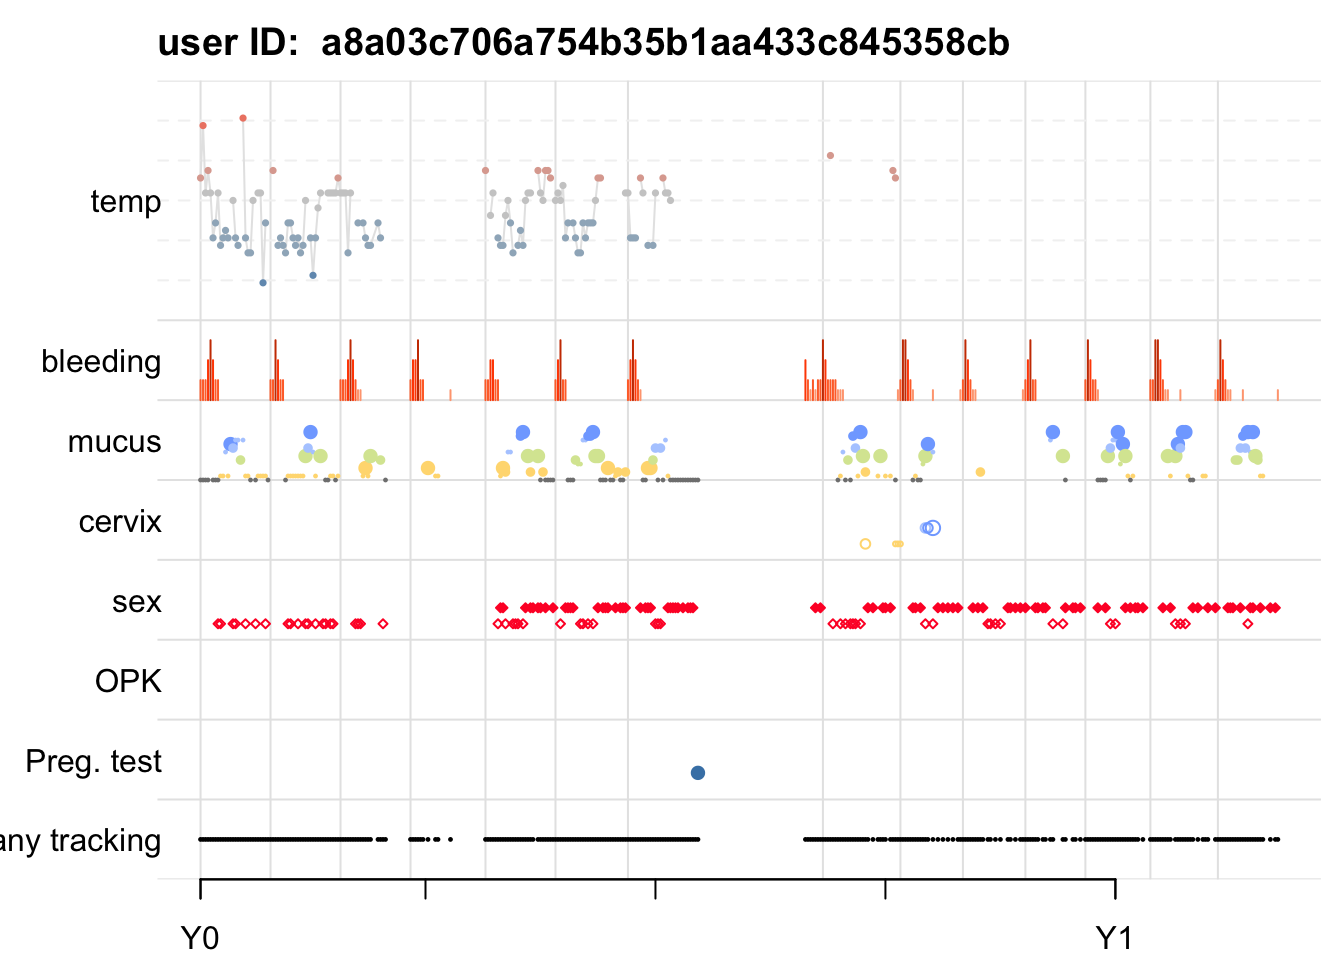 user ID:  a8a03c706a754b35b1aa433c845358cb
temp
bleeding
mucus
cervix
sex
OPK
Preg. test
any tracking
Y0
Y1